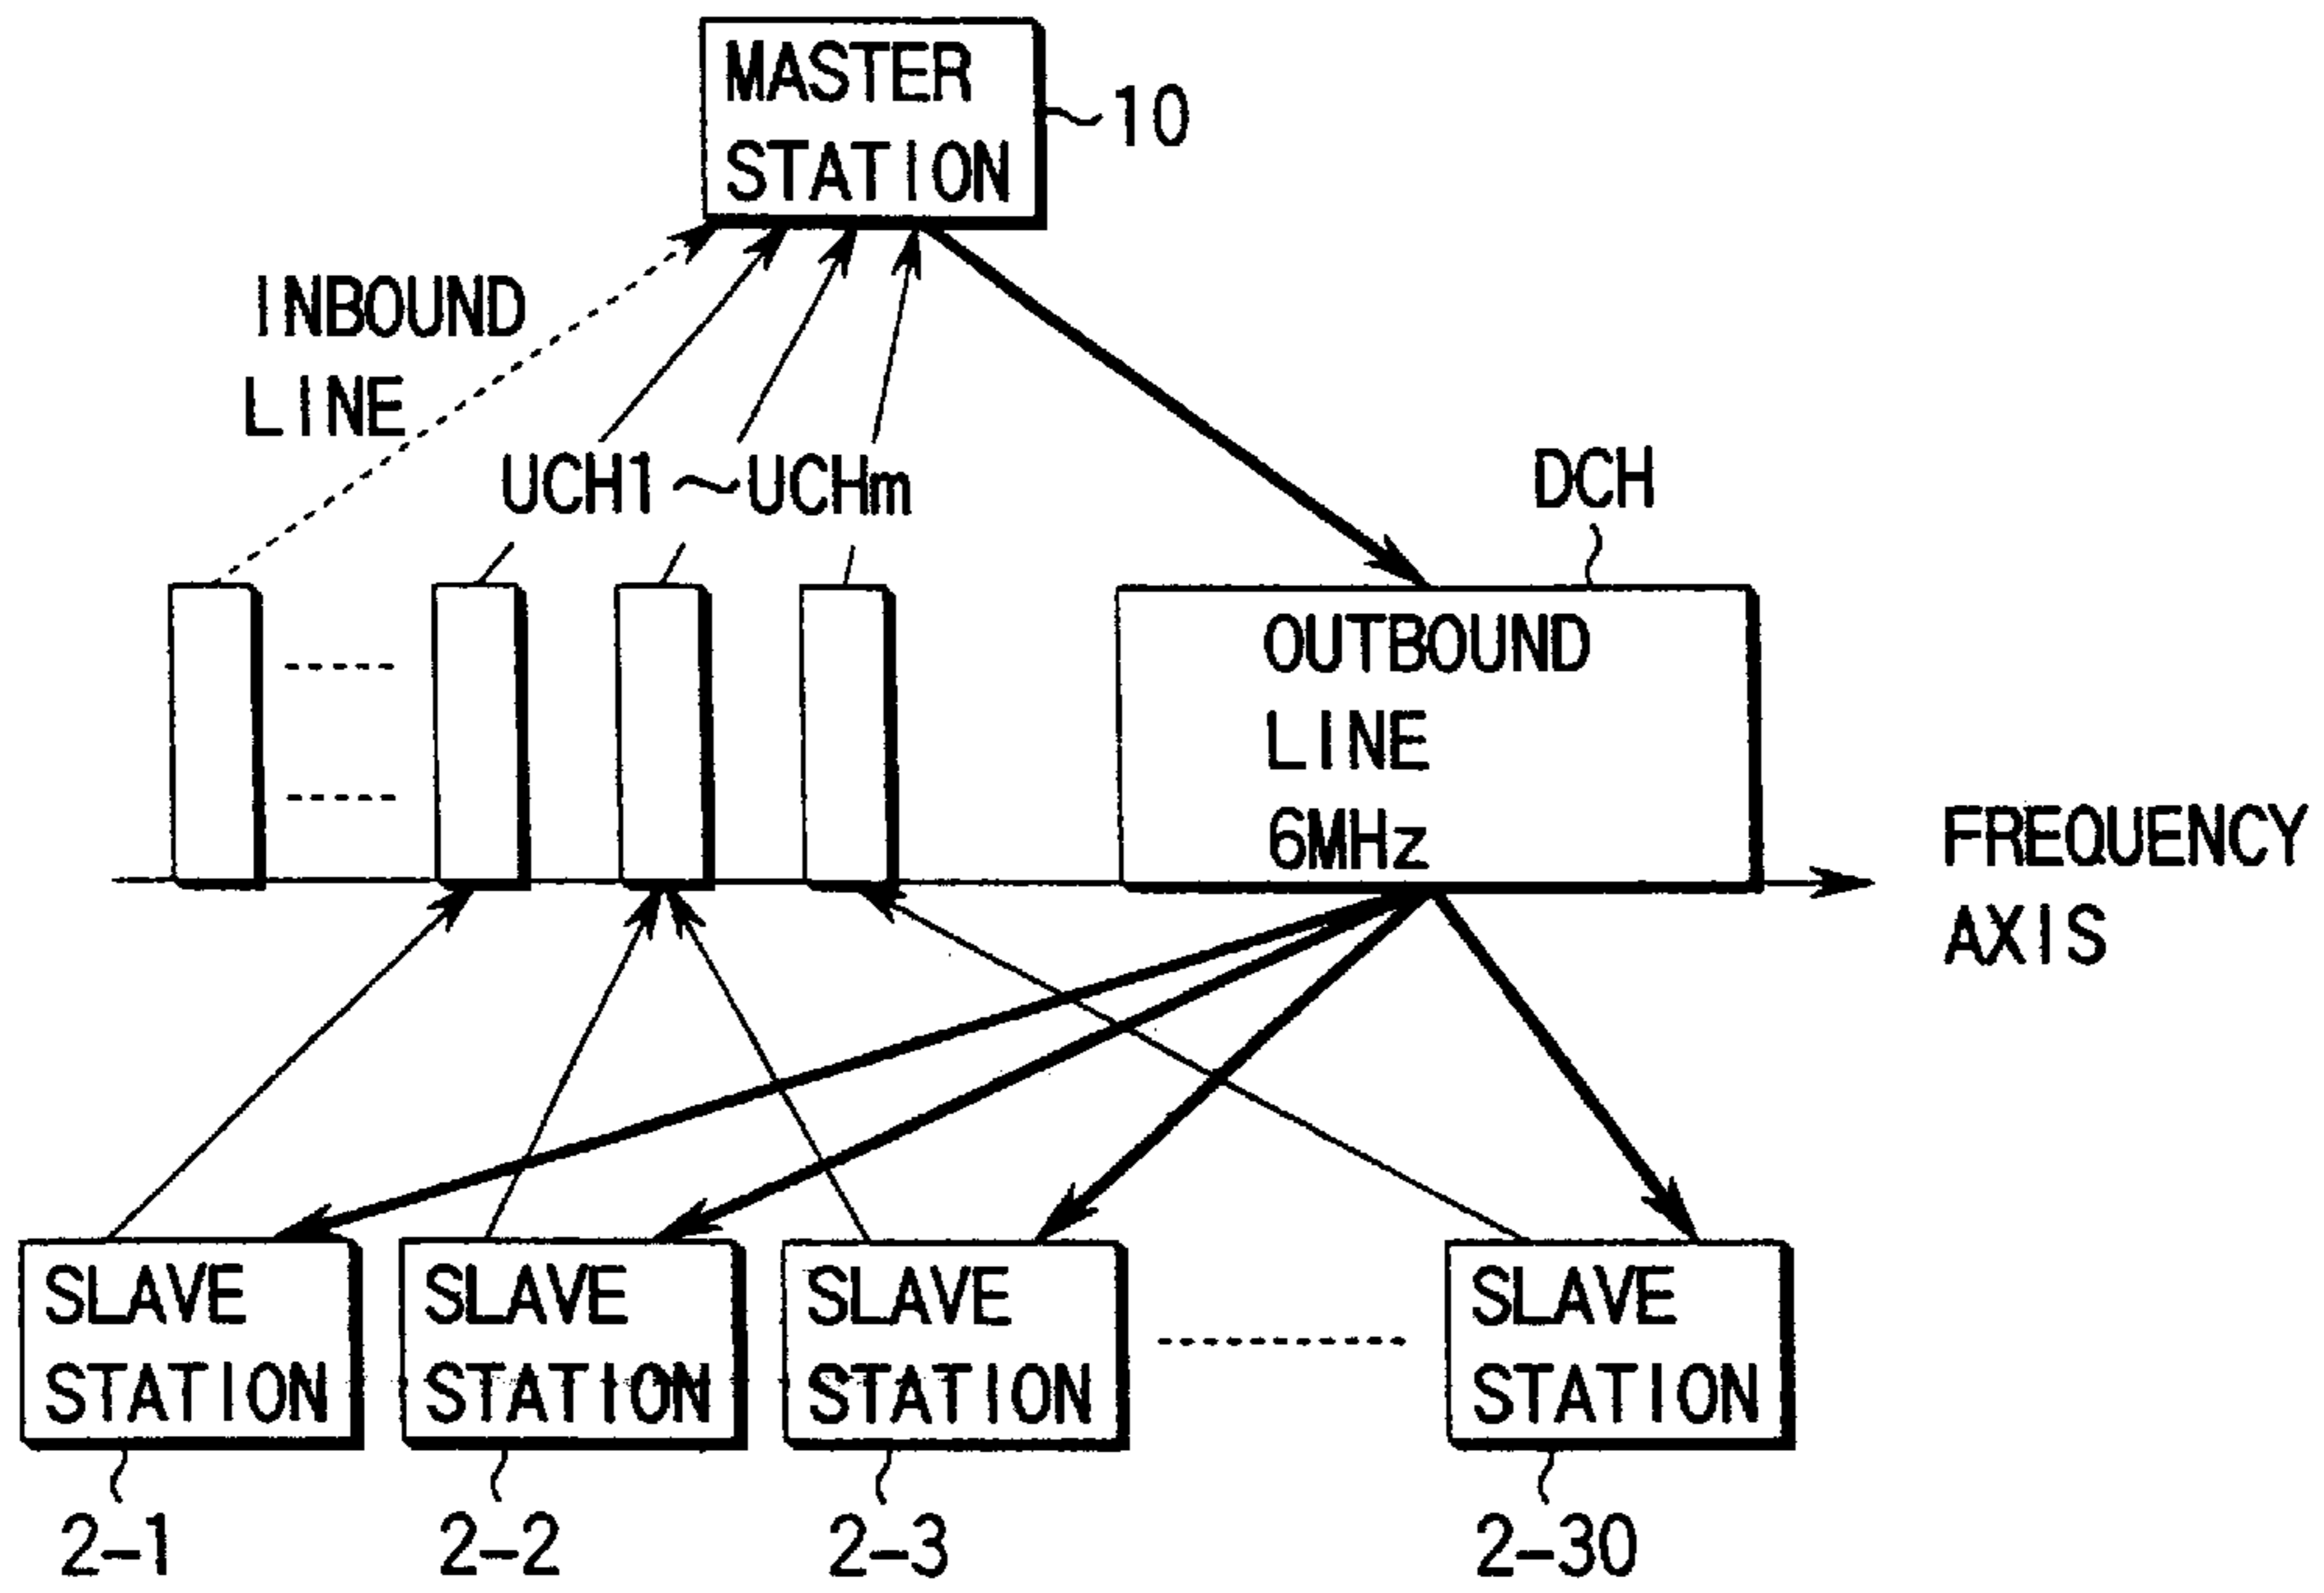 MASTER
STATION
10
INBOUND
LINE
UCH1 ~ UCHm
DCH
OUTBOUND
LINE
6MHz
FREQUENCY
AXIS
SLAVE
STATION
SLAVE
STATION
SLAVE
STATION
SLAVE
STATION
2-1
2-2
2-3
2-30